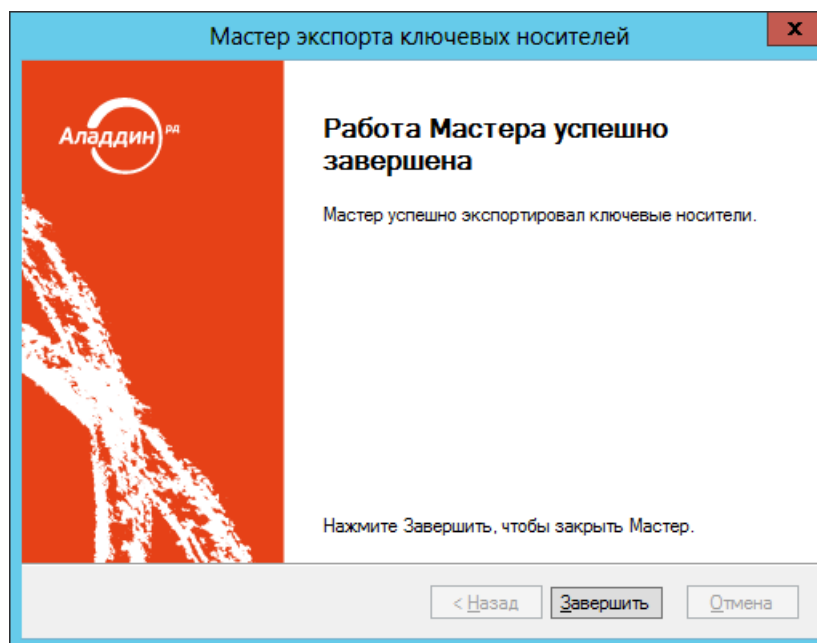 Мастер экспорта ключевых носителей
x
Аладдин РД
Работа Мастера успешно
завершена
Мастер успешно экспортировал ключевые носители.
Нажмите Завершить, чтобы закрыть Мастер.
< Назад Завершить Отмена